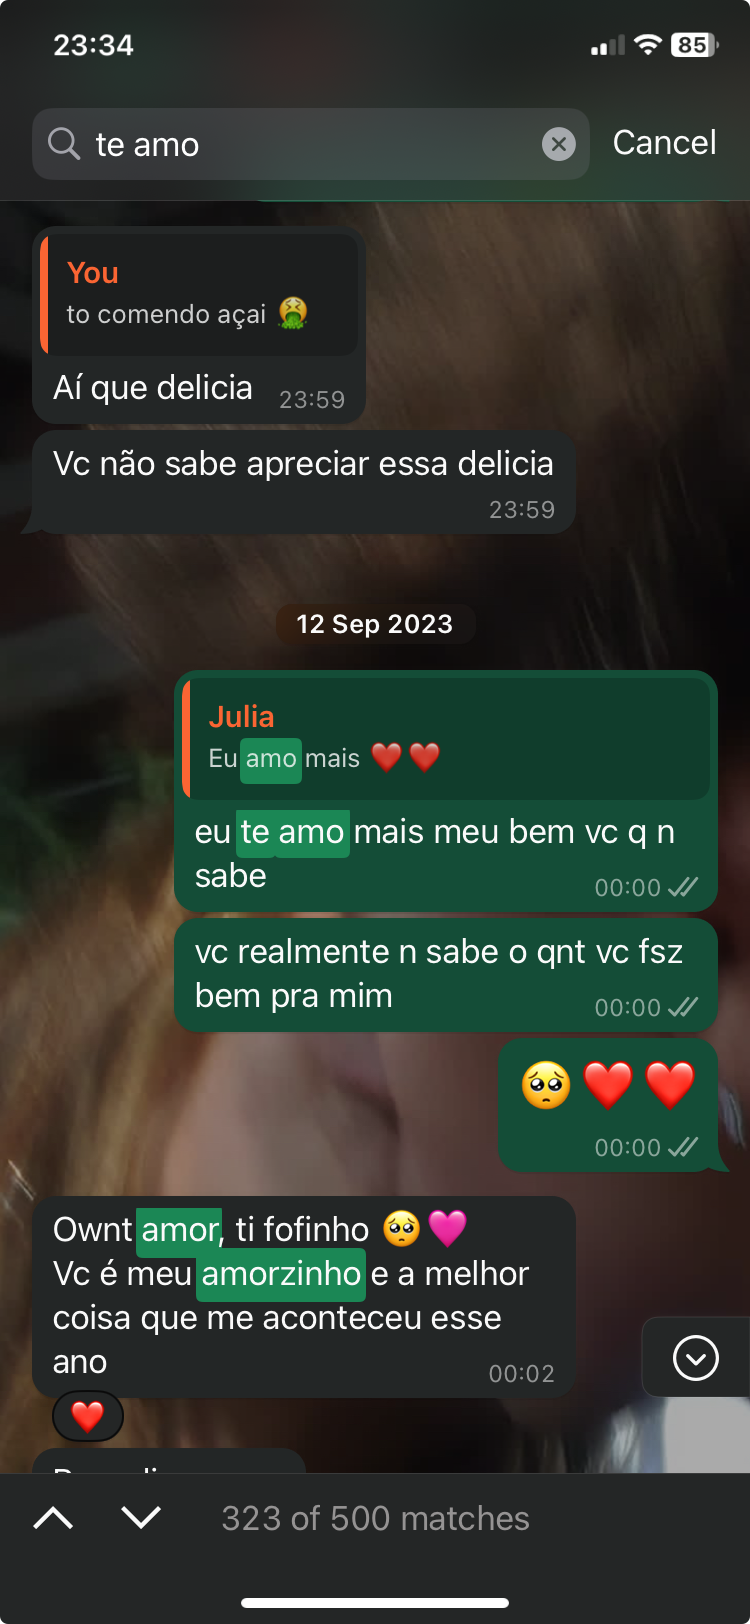 23:34
85
te amo
Cancel
You
to comendo açai 🤮
Aí que delicia
23:59
Vc não sabe apreciar essa delicia
23:59
12 Sep 2023
Julia
Eu amo mais ❤️❤️
eu te amo mais meu bem vc q n
sabe
00:00
vc realmente n sabe o qnt vc fsz
bem pra mim
00:00
🥺❤️❤️
00:00
Ownt amor, ti fofinho 🥺💗
Vc é meu amorzinho e a melhor
coisa que me aconteceu esse
ano
00:02
❤️
323 of 500 matches